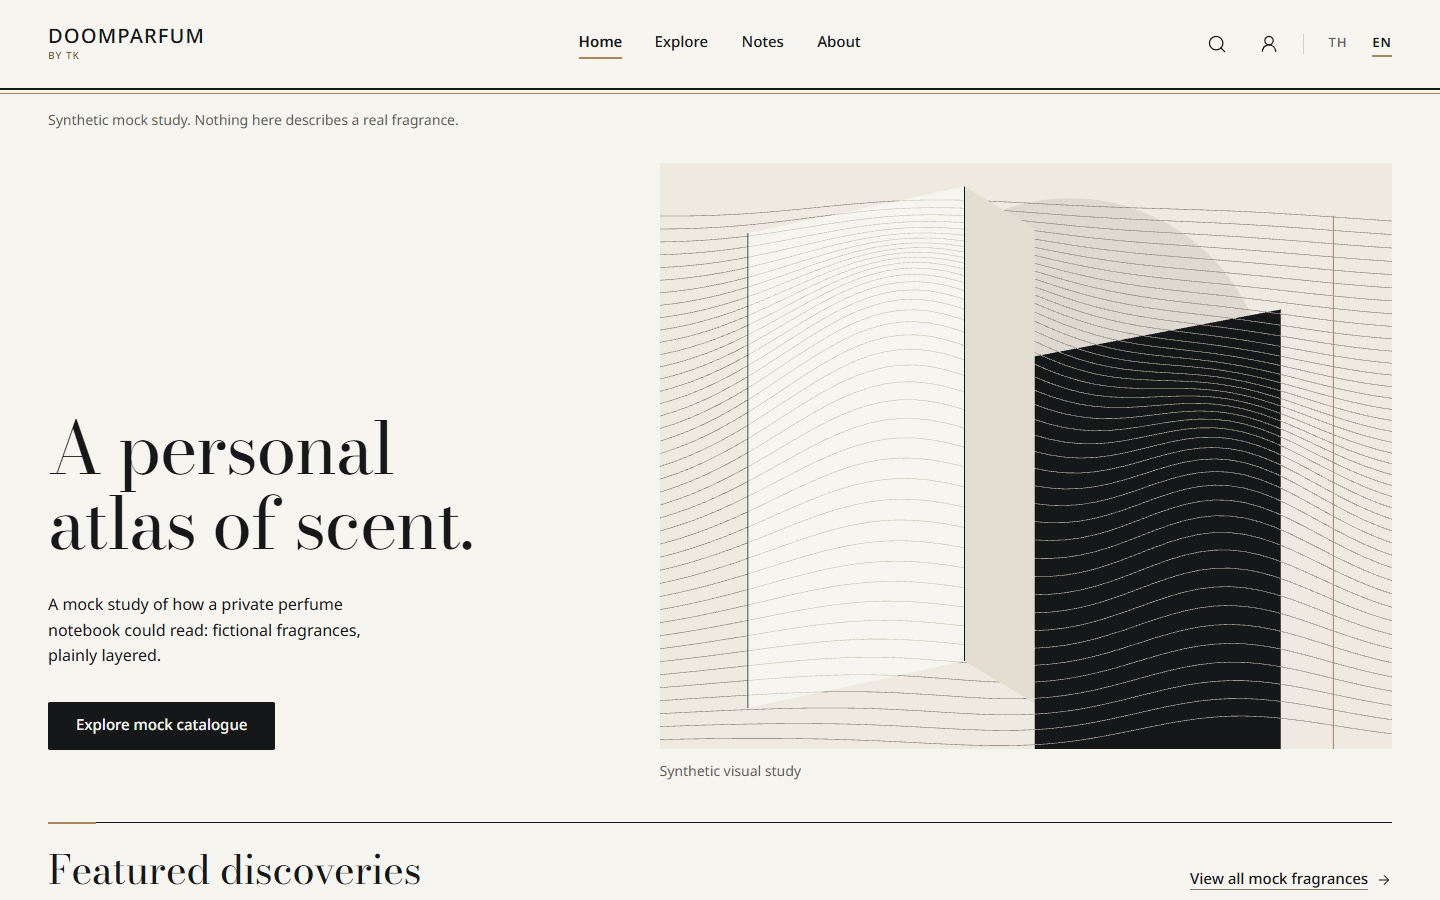 DOOMPARFUM
BY TK
Home
Explore
Notes
About
TH
EN
Synthetic mock study. Nothing here describes a real fragrance.
A personal
atlas of scent.
A mock study of how a private perfume
notebook could read: fictional fragrances,
plainly layered.
Explore mock catalogue
Synthetic visual study
Featured discoveries
View all mock fragrances